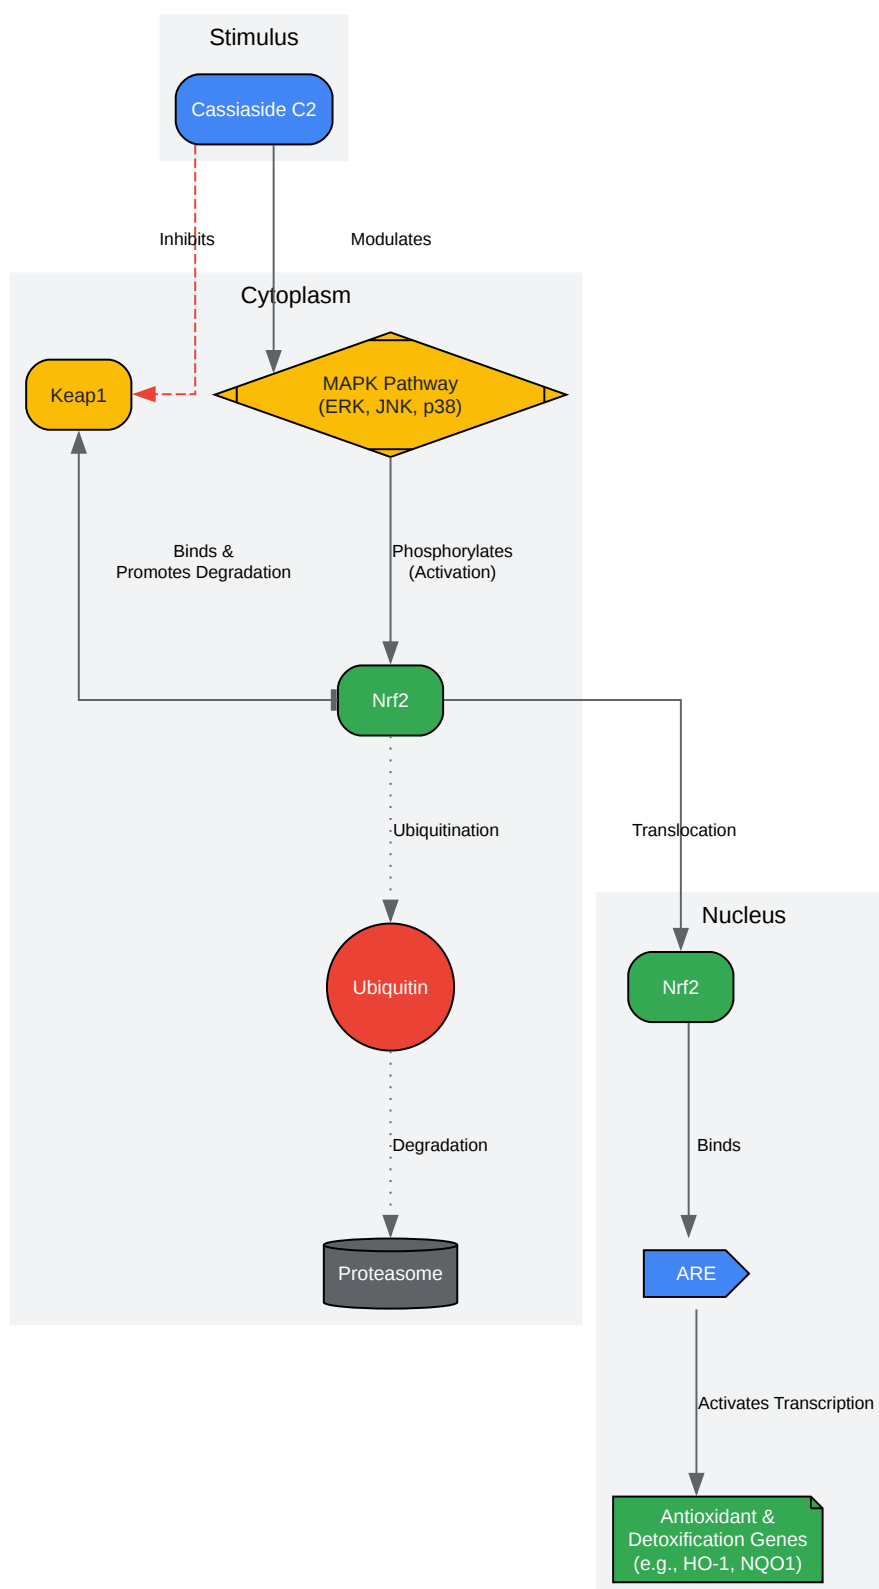 Stimulus
Cassiaside C2
Inhibits
Modulates
Cytoplasm
Keap1
MAPK Pathway
(ERK, JNK, p38)
Binds &
Promotes Degradation
Phosphorylates
(Activation)
Nrf2
Ubiquitination
Translocation
Nucleus
Ubiquitin
Nrf2
Degradation
Binds
Proteasome
ARE
Activates Transcription
Antioxidant &
Detoxification Genes
(e.g., HO-1, NQO1)